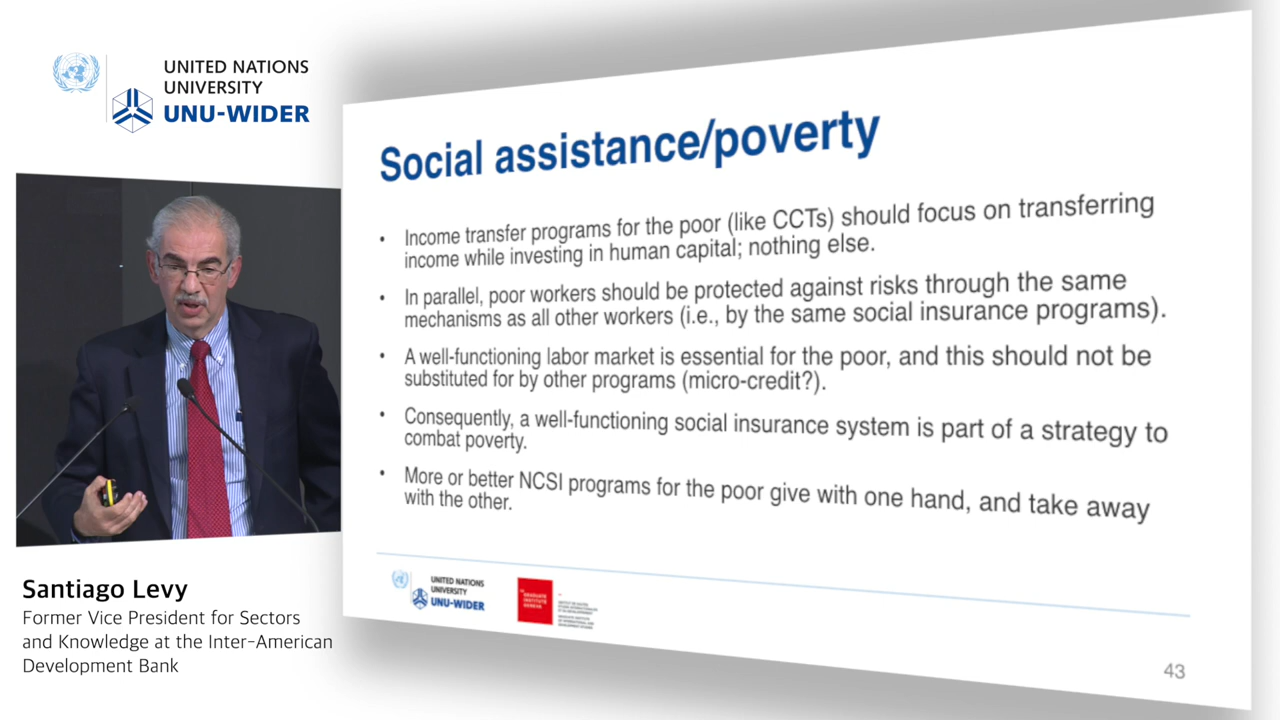 UNITED NATIONS
UNIVERSITY
UNU-WIDER
Social assistance/poverty
• Income transfer programs for the poor (like CCTs) should focus on transferring
income while investing in human capital; nothing else.
• In parallel, poor workers should be protected against risks through the same
mechanisms as all other workers (i.e., by the same social insurance programs).
• A well-functioning labor market is essential for the poor, and this should not be
substituted for by other programs (micro-credit?).
• Consequently, a well-functioning social insurance system is part of a strategy to
combat poverty.
• More or better NCSI programs for the poor give with one hand, and take away
with the other.
UNITED NATIONS
UNIVERSITY
UNU-WIDER
GRADUATE
INSTITUTE
GENEVA
43
Santiago Levy
Former Vice President for Sectors
and Knowledge at the Inter-American
Development Bank